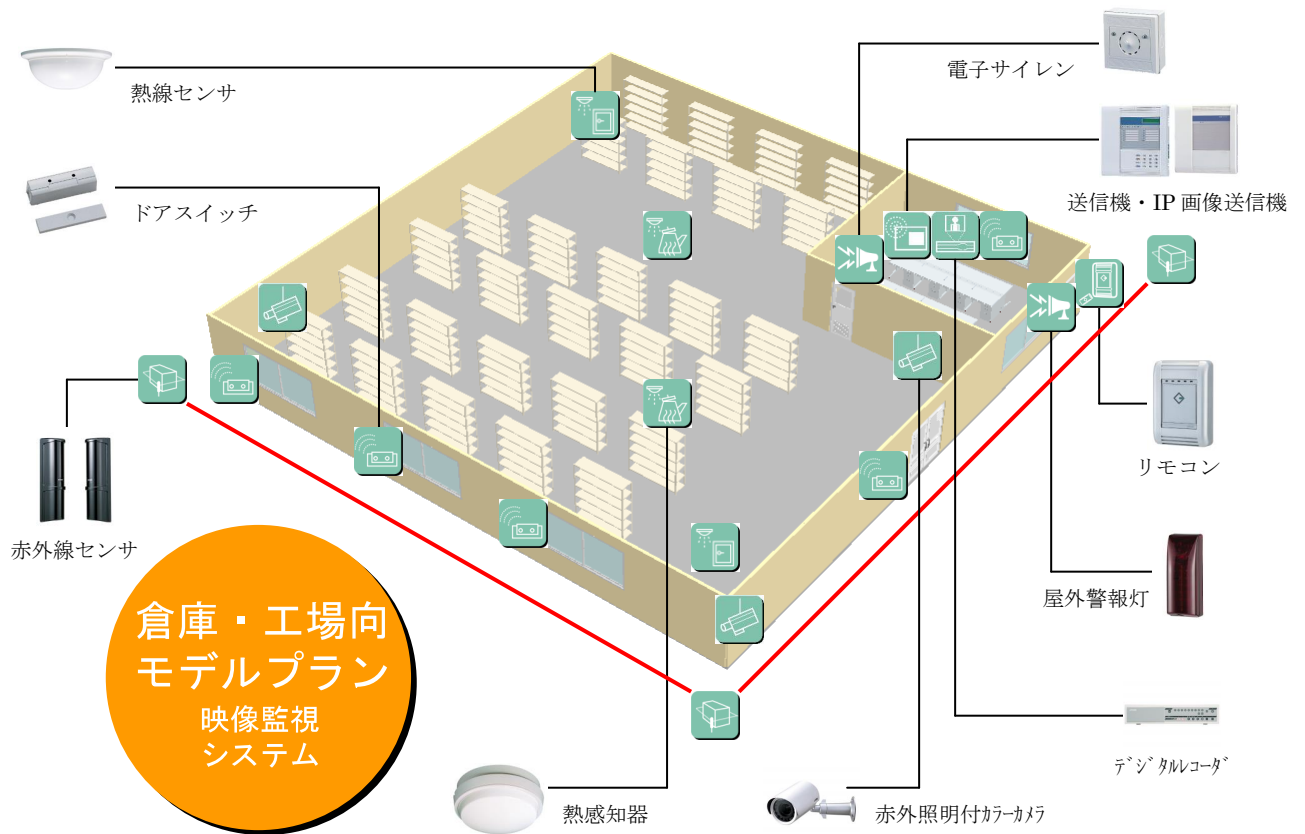 電子サイレン
熱線センサ
送信機・IP 画像送信機
ドアスイッチ
リモコン
赤外線センサ
屋外警報灯
倉庫・工場向
モデルプラン
映像監視
システム
ﾃﾞｼﾞﾀﾙﾚｺｰﾀﾞ
熱感知器
赤外照明付ｶﾗｰｶﾒﾗ